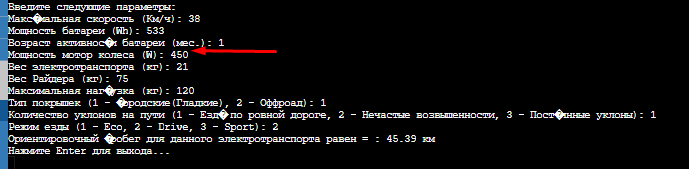 Введите следующие параметры:
Макс�мальная скорость (Км/ч): 38
Мощность батареи (Wh): 533
Возраст активнос�и батареи (мес.): 1
Мощность мотор колеса (W): 450
Вес электротранспорта (кг): 21
Вес Райдера (кг): 75
Максимальная наг�узка (кг): 120
Тип покрышек (1 - �ородские(Гладкие), 2 - Оффроад): 1
Количество уклонов на пути (1 - Езд� по ровной дороге, 2 - Нечастые возвышенности, 3 - Пост�янные уклоны): 1
Режим езды (1 - Eco, 2 - Drive, 3 - Sport): 2
Ориентировочный �робег для данного электротранспорта равен = : 45.39 км
Нажмите Enter для выхода...